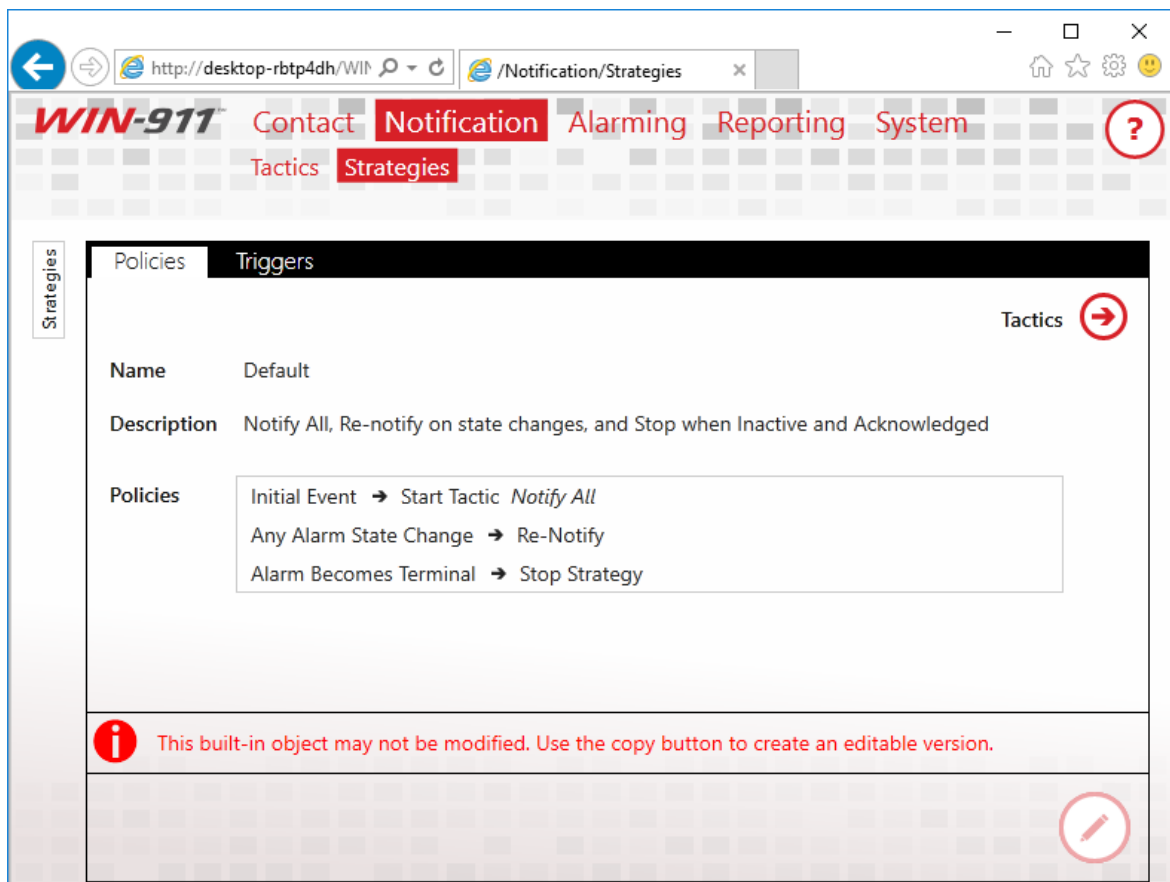 http://desktop-rbtp4dh/WIN
/Notification/Strategies
WIN-911™ Contact Notification Alarming Reporting System
?
Tactics Strategies
Strategies
Policies Triggers
Tactics
Name Default
Description Notify All, Re-notify on state changes, and Stop when Inactive and Acknowledged
Policies Initial Event ➔ Start Tactic Notify All
Any Alarm State Change ➔ Re-Notify
Alarm Becomes Terminal ➔ Stop Strategy
i This built-in object may not be modified. Use the copy button to create an editable version.